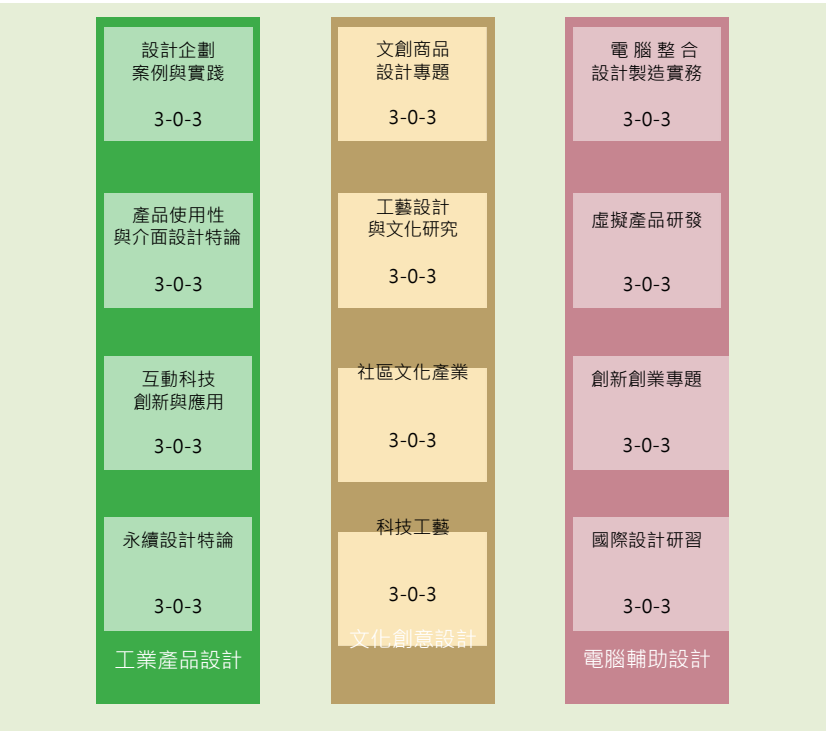 設計企劃
案例與實踐
3-0-3
產品使用性
與介面設計特論
3-0-3
互動科技
創新與應用
3-0-3
永續設計特論
3-0-3
工業產品設計
文創商品
設計專題
3-0-3
工藝設計
與文化研究
3-0-3
社區文化產業
3-0-3
科技工藝
3-0-3
文化創意設計
電 腦 整 合
設計製造實務
3-0-3
虛擬產品研發
3-0-3
創新創業專題
3-0-3
國際設計研習
3-0-3
電腦輔助設計